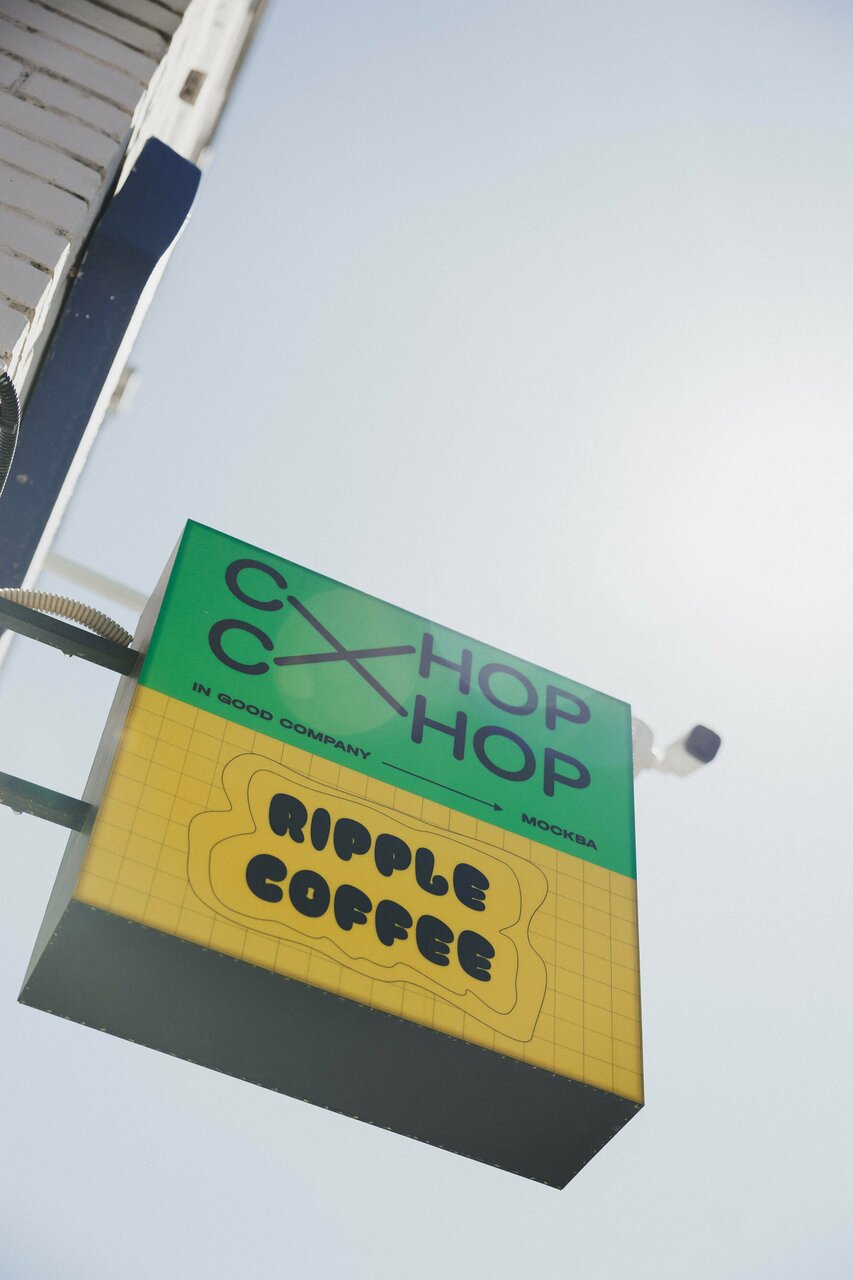 C HOP
C HOP
IN GOOD COMPANY
МОСКВА
RIPPLE
COFFEE